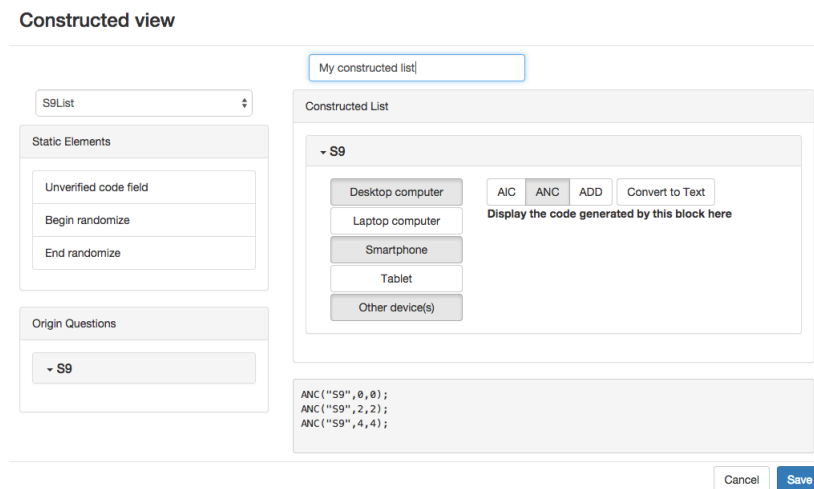 Constructed view
My constructed list
S9List
Static Elements
Unverified code field
Begin randomize
End randomize
Origin Questions
S9
Constructed List
S9
Desktop computer
Laptop computer
Smartphone
Tablet
Other device(s)
AIC ANC ADD Convert to Text
Display the code generated by this block here
ANC("S9",0,0);
ANC("S9",2,2);
ANC("S9",4,4);
Cancel Save